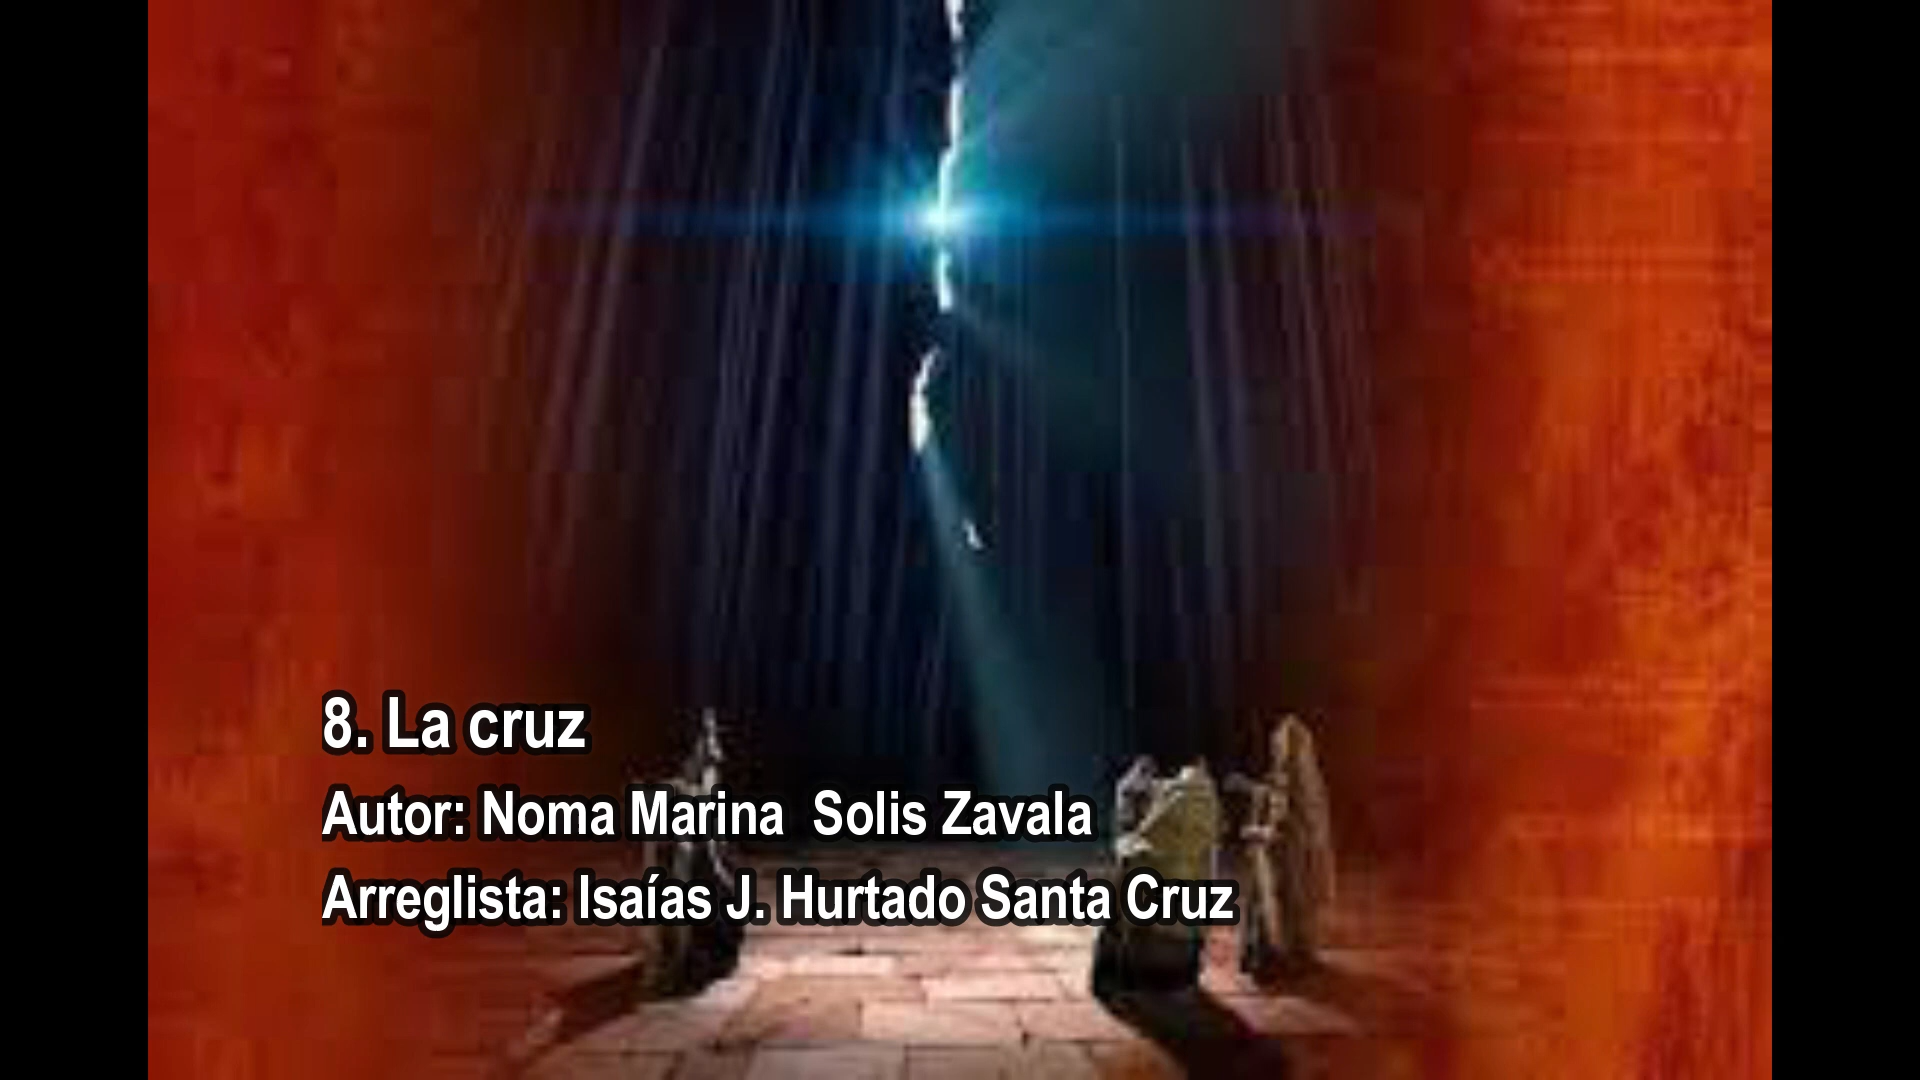 8. La cruz
Autor: Noma Marina  Solis Zavala
Arreglista: Isaías J. Hurtado Santa Cruz